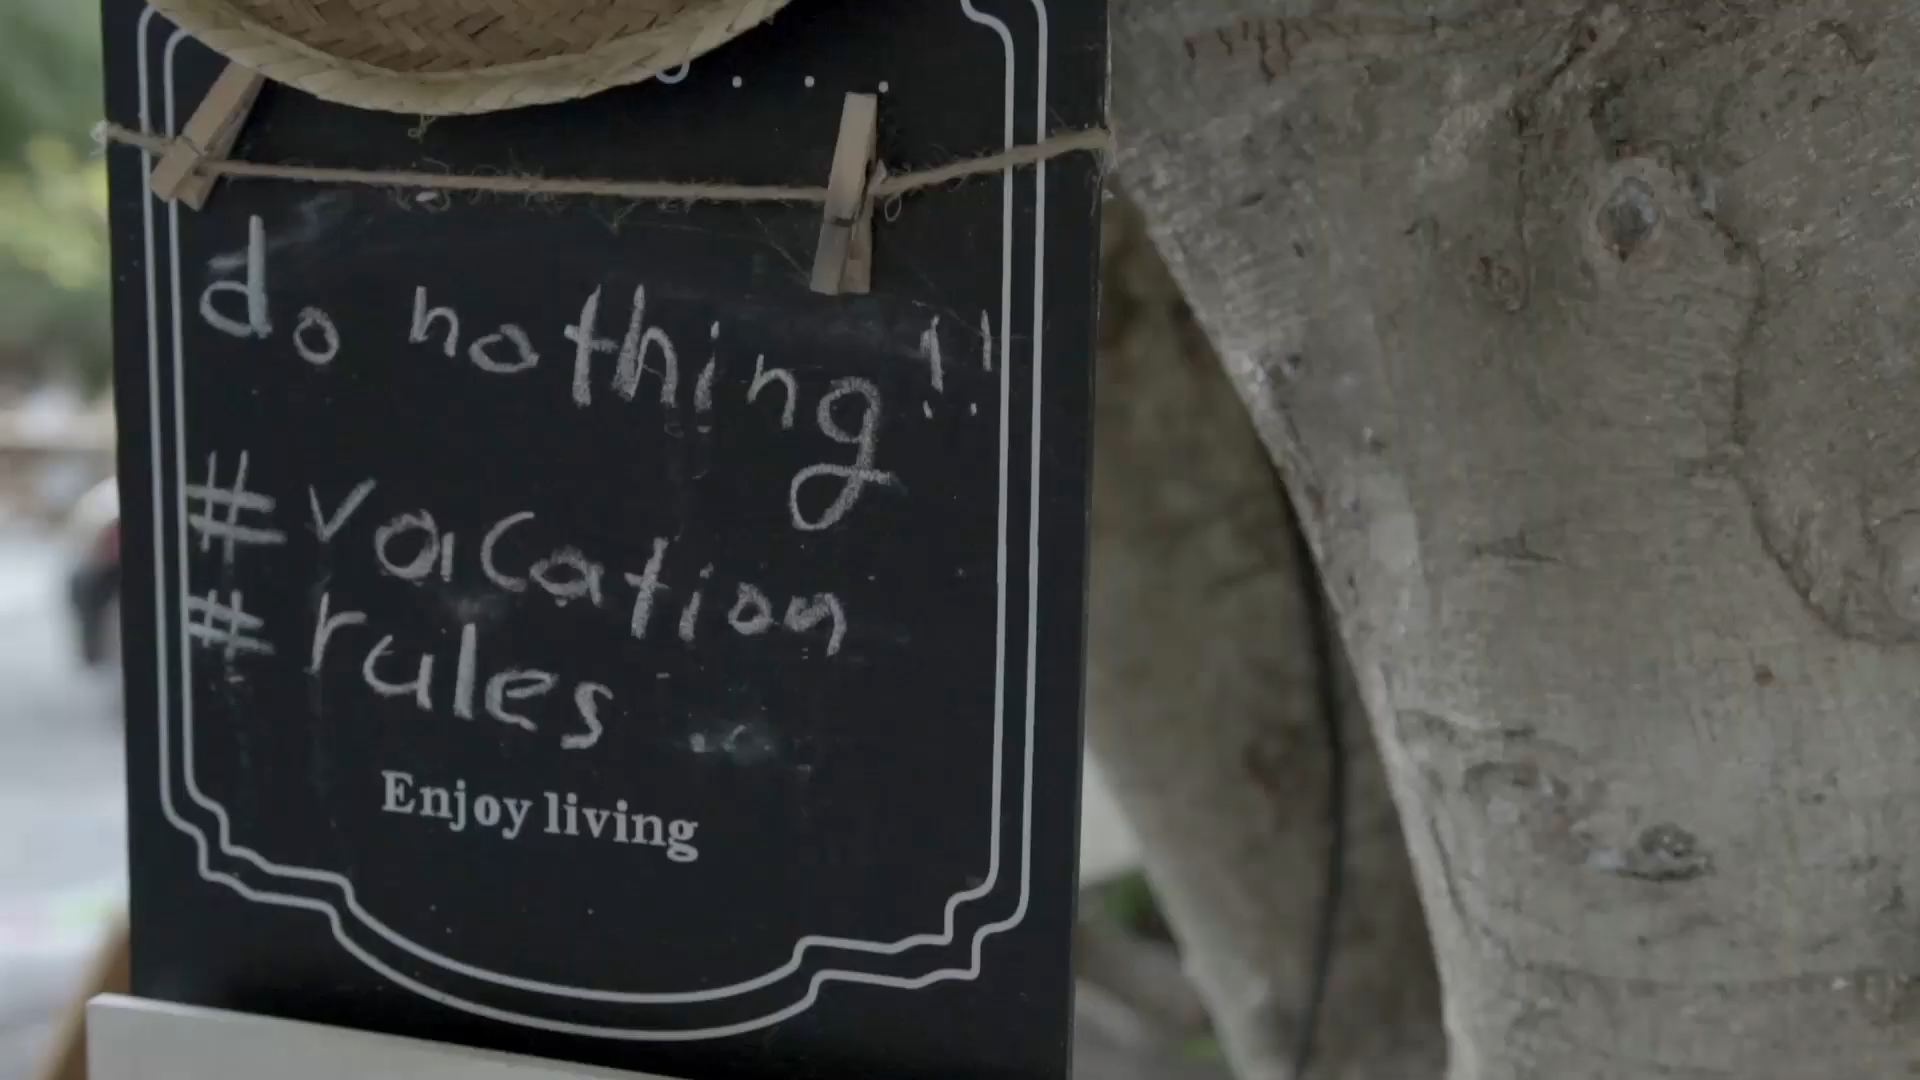 do nothing!!
# vacation
# rules
Enjoy living